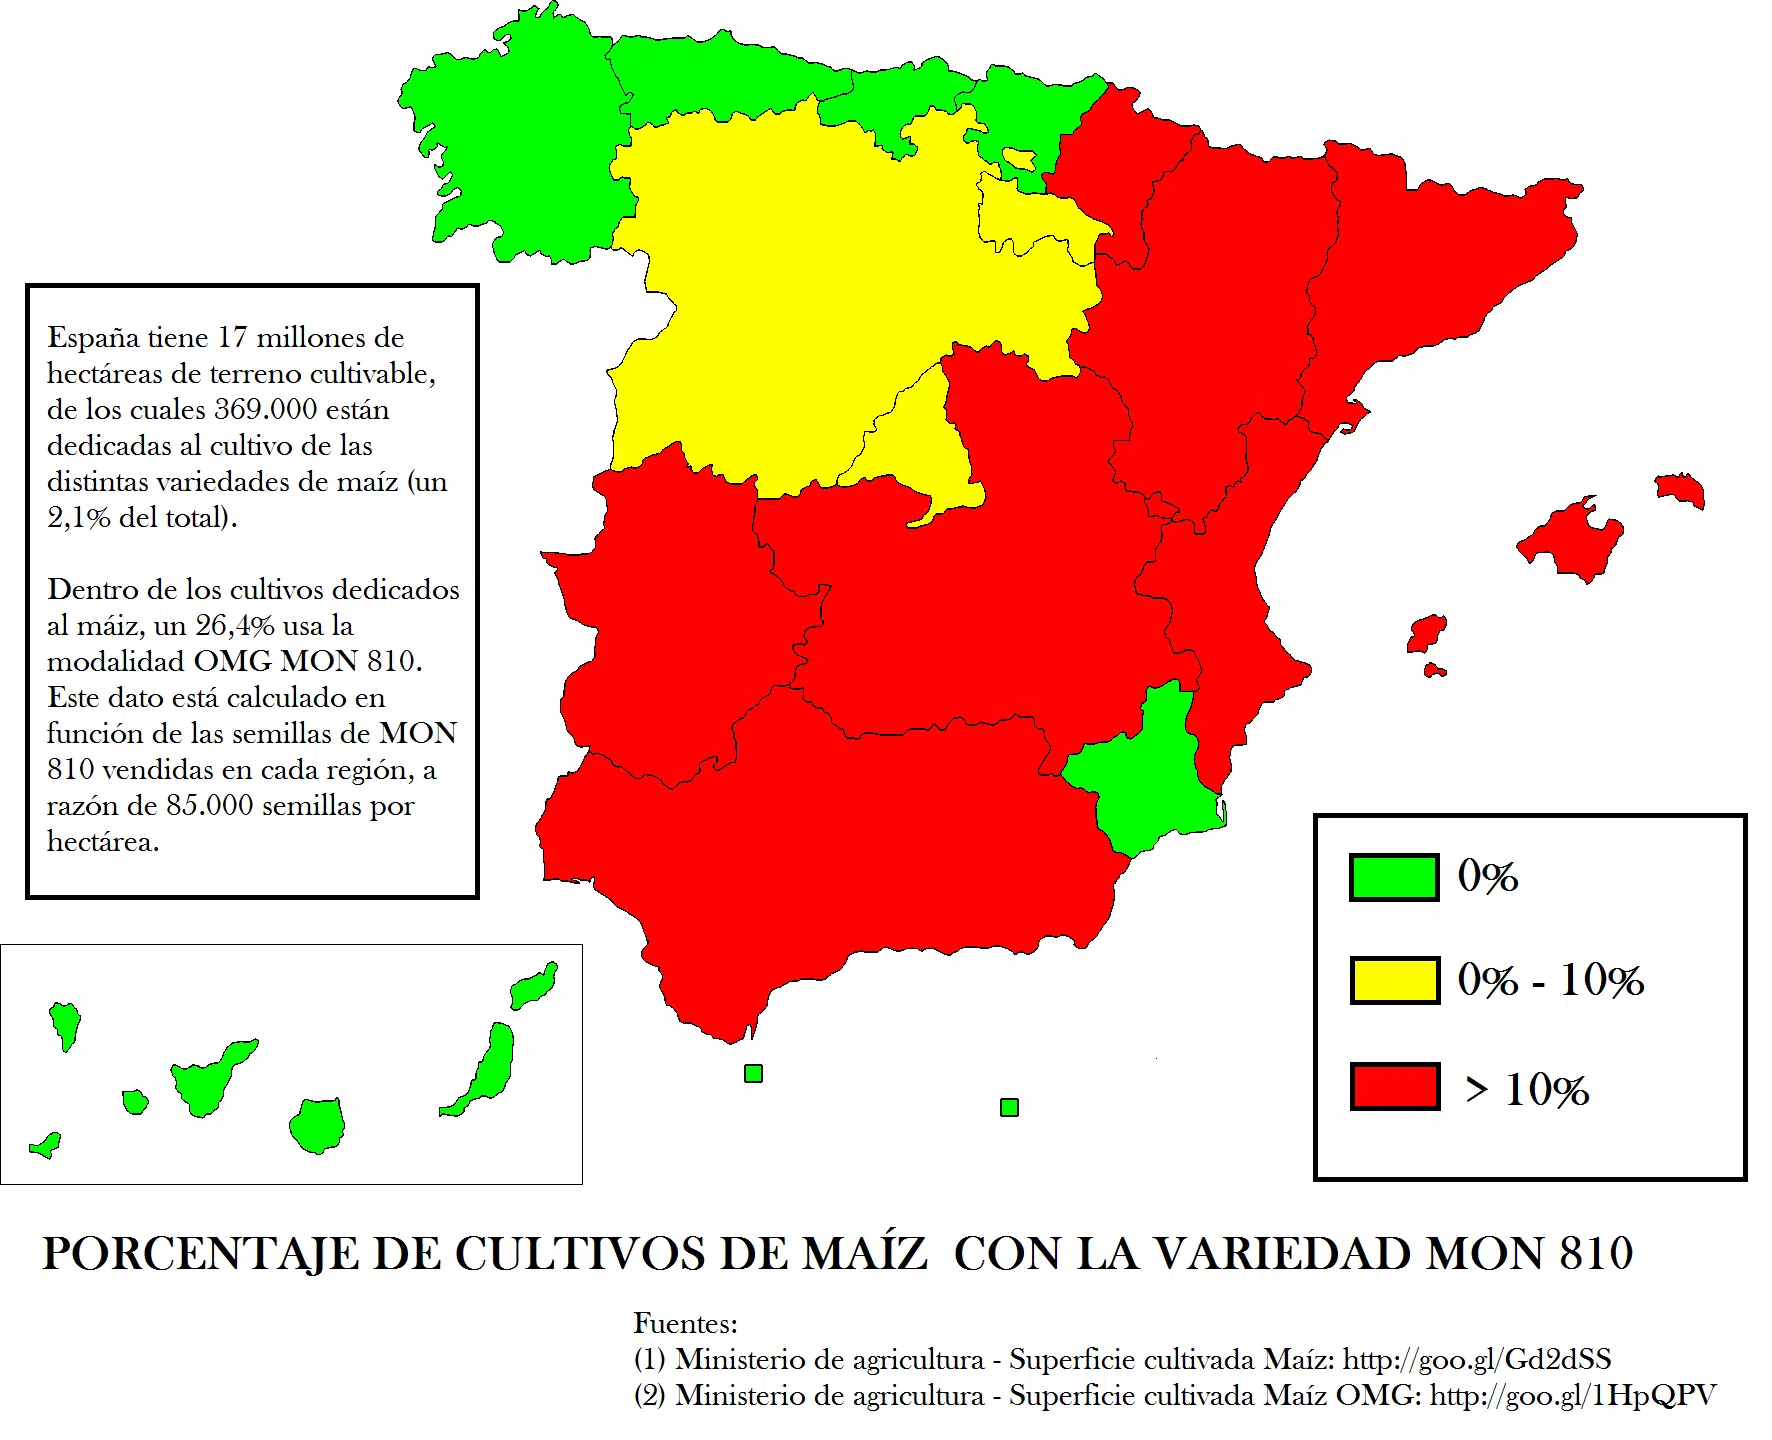 España tiene 17 millones de
hectáreas de terreno cultivable,
de los cuales 369.000 están
dedicadas al cultivo de las
distintas variedades de maíz (un
2,1% del total).
Dentro de los cultivos dedicados
al máiz, un 26,4% usa la
modalidad OMG MON 810.
Este dato está calculado en
función de las semillas de MON
810 vendidas en cada región, a
razón de 85.000 semillas por
hectárea.
0%
0% - 10%
> 10%
PORCENTAJE DE CULTIVOS DE MAÍZ CON LA VARIEDAD MON 810
Fuentes:
(1) Ministerio de agricultura - Superficie cultivada Maíz: http://goo.gl/Gd2dSS
(2) Ministerio de agricultura - Superficie cultivada Maíz OMG: http://goo.gl/1HpQPV